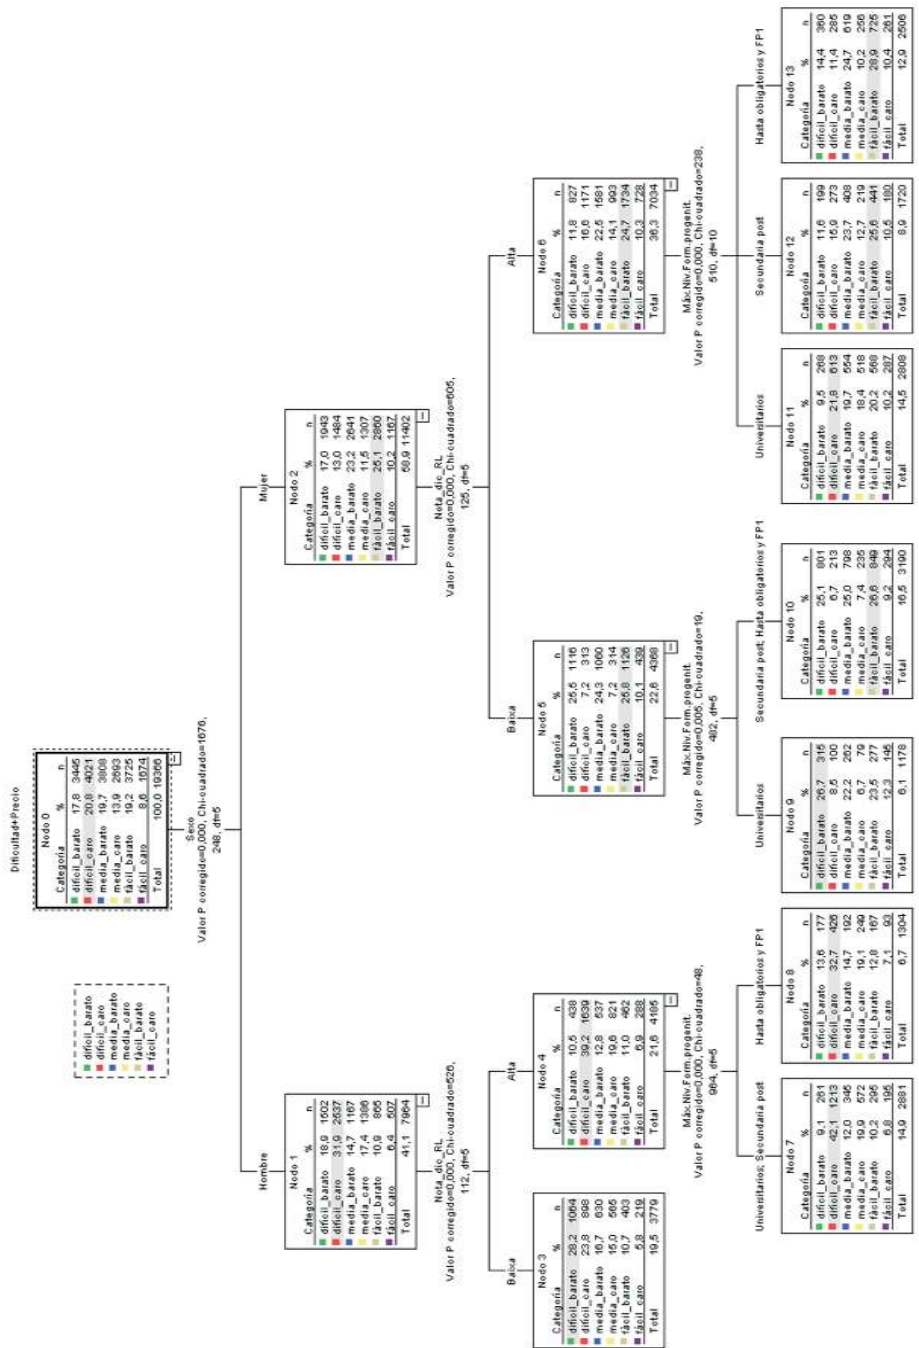 Dificultad+Precio
difícil_barato
difícil_caro
media_barato
media_caro
fácil_barato
fácil_caro
Nodo 0
Categoría % n
difícil_barato 17,8 3445
difícil_caro 20,8 4021
media_barato 19,7 3808
media_caro 13,9 2693
fácil_barato 19,2 3725
fácil_caro 8,6 1674
Total 100,0 19366
Sexo
Valor P corregido=0,000, Chi-cuadrado=1676,
248, df=5
Hombre
Nodo 1
Categoría % n
difícil_barato 18,9 1502
difícil_caro 31,9 2537
media_barato 14,7 1167
media_caro 17,4 1386
fácil_barato 10,9 865
fácil_caro 6,4 507
Total 41,1 7964
Nota_dic_RL
Valor P corregido=0,000, Chi-cuadrado=526,
112, df=5
Mujer
Nodo 2
Categoría % n
difícil_barato 17,0 1943
difícil_caro 13,0 1484
media_barato 23,2 2641
media_caro 11,5 1307
fácil_barato 25,1 2860
fácil_caro 10,2 1167
Total 58,9 11402
Nota_dic_RL
Valor P corregido=0,000, Chi-cuadrado=605,
125, df=5
Baixa
Nodo 3
Categoría % n
difícil_barato 28,2 1064
difícil_caro 23,8 898
media_barato 16,7 630
media_caro 15,0 565
fácil_barato 10,7 403
fácil_caro 5,8 219
Total 19,5 3779
Alta
Nodo 4
Categoría % n
difícil_barato 10,5 438
difícil_caro 39,2 1639
media_barato 12,8 537
media_caro 19,6 821
fácil_barato 11,0 462
fácil_caro 6,9 288
Total 21,6 4185
Máx.Niv.Form.progenit.
Valor P corregido=0,000, Chi-cuadrado=48,
964, df=5
Baixa
Nodo 5
Categoría % n
difícil_barato 25,5 1116
difícil_caro 7,2 313
media_barato 24,3 1060
media_caro 7,2 314
fácil_barato 25,8 1126
fácil_caro 10,1 439
Total 22,6 4368
Máx.Niv.Form.progenit.
Valor P corregido=0,005, Chi-cuadrado=19,
482, df=5
Alta
Nodo 6
Categoría % n
difícil_barato 11,8 827
difícil_caro 16,6 1171
media_barato 22,5 1581
media_caro 14,1 993
fácil_barato 24,7 1734
fácil_caro 10,3 728
Total 36,3 7034
Máx.Niv.Form.progenit.
Valor P corregido=0,000, Chi-cuadrado=238,
510, df=10
Universitarios; Secundaria post
Nodo 7
Categoría % n
difícil_barato 9,1 261
difícil_caro 42,1 1213
media_barato 12,0 345
media_caro 19,9 572
fácil_barato 10,2 295
fácil_caro 6,8 195
Total 14,9 2881
Hasta obligatorios y FP1
Nodo 8
Categoría % n
difícil_barato 13,6 177
difícil_caro 32,7 426
media_barato 14,7 192
media_caro 19,1 249
fácil_barato 12,8 167
fácil_caro 7,1 93
Total 6,7 1304
Universitarios
Nodo 9
Categoría % n
difícil_barato 26,7 315
difícil_caro 8,5 100
media_barato 22,2 262
media_caro 6,7 79
fácil_barato 23,5 277
fácil_caro 12,3 145
Total 6,1 1178
Secundaria post; Hasta obligatorios y FP1
Nodo 10
Categoría % n
difícil_barato 25,1 801
difícil_caro 6,7 213
media_barato 25,0 798
media_caro 7,4 235
fácil_barato 26,6 849
fácil_caro 9,2 294
Total 16,5 3190
Universitarios
Nodo 11
Categoría % n
difícil_barato 9,5 268
difícil_caro 21,8 613
media_barato 19,7 554
media_caro 18,4 518
fácil_barato 20,2 568
fácil_caro 10,2 287
Total 14,5 2808
Secundaria post
Nodo 12
Categoría % n
difícil_barato 11,6 199
difícil_caro 15,9 273
media_barato 23,7 408
media_caro 12,7 219
fácil_barato 25,6 441
fácil_caro 10,5 180
Total 8,9 1720
Hasta obligatorios y FP1
Nodo 13
Categoría % n
difícil_barato 14,4 360
difícil_caro 11,4 285
media_barato 24,7 619
media_caro 10,2 256
fácil_barato 28,9 725
fácil_caro 10,4 261
Total 12,9 2506